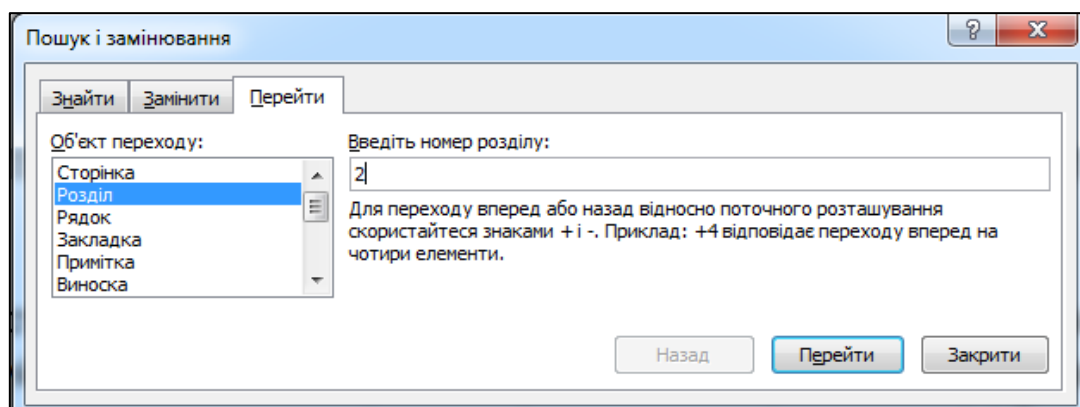 Пошук і замінювання
Знайти Замінити Перейти
Об'єкт переходу:
Введіть номер розділу:
Сторінка
Розділ
Рядок
Закладка
Примітка
Виноска
2
Для переходу вперед або назад відносно поточного розташування
скористайтеся знаками + і -. Приклад: +4 відповідає переходу вперед на
чотири елементи.
Назад Перейти Закрити